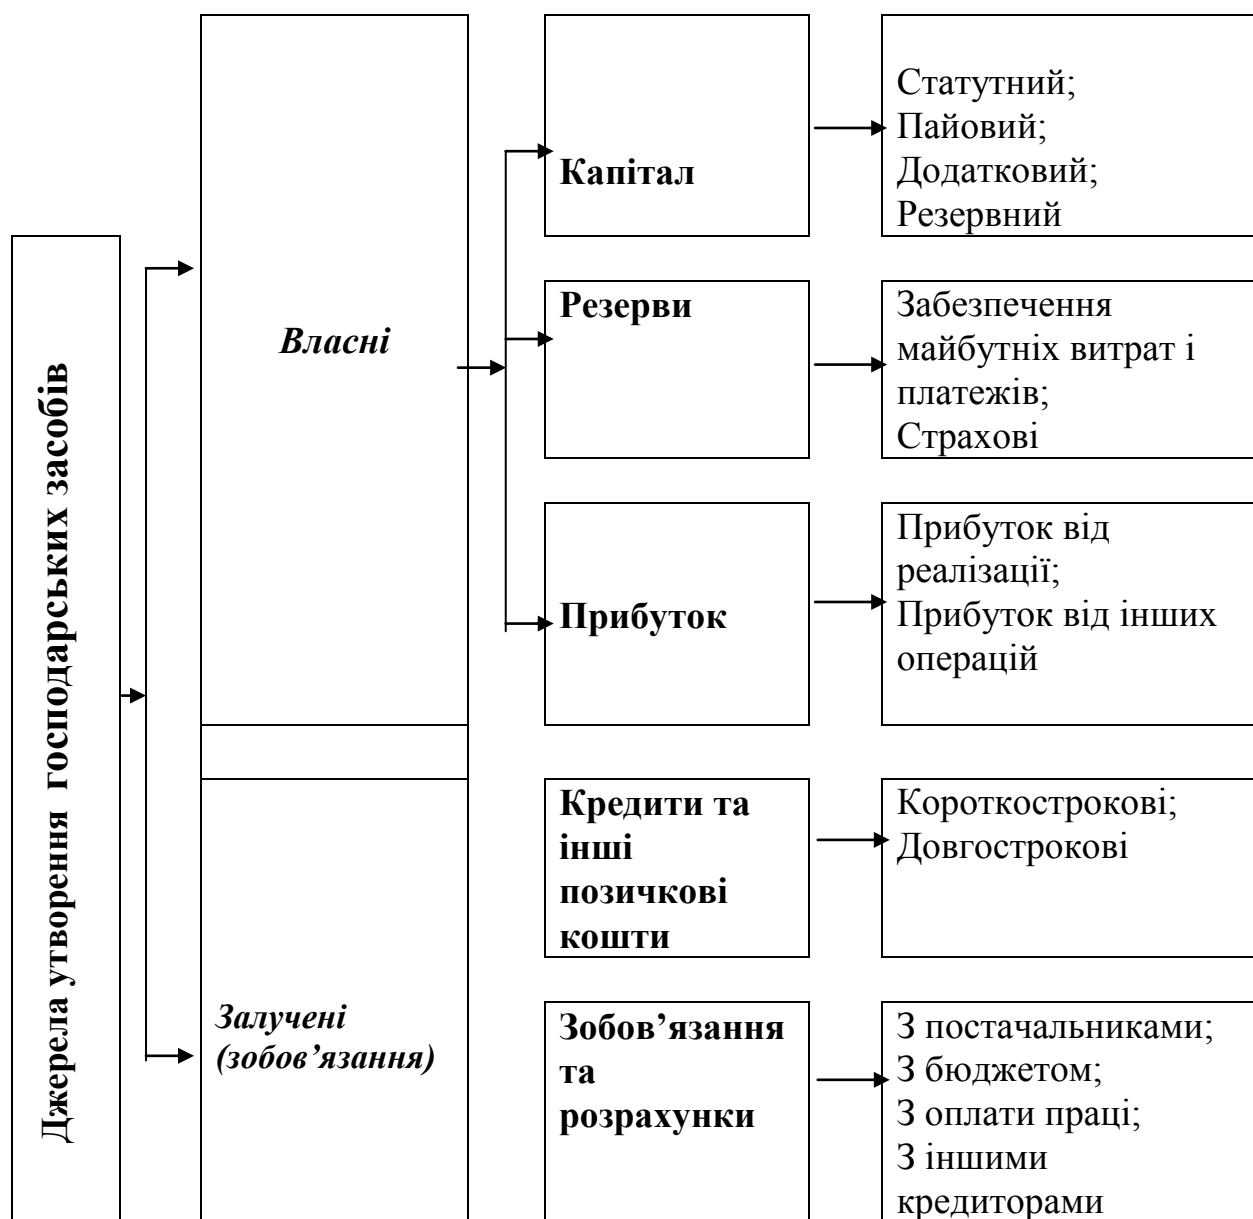 Джерела утворення господарських засобів
Власні
Капітал
Статутний;
Пайовий;
Додатковий;
Резервний
Резерви
Забезпечення
майбутніх витрат і
платежів;
Страхові
Прибуток
Прибуток від
реалізації;
Прибуток від інших
операцій
Залучені
(зобов’язання)
Кредити та
інші
позичкові
кошти
Короткострокові;
Довгострокові
Зобов’язання
та
розрахунки
З постачальниками;
З бюджетом;
З оплати праці;
З іншими
кредиторами